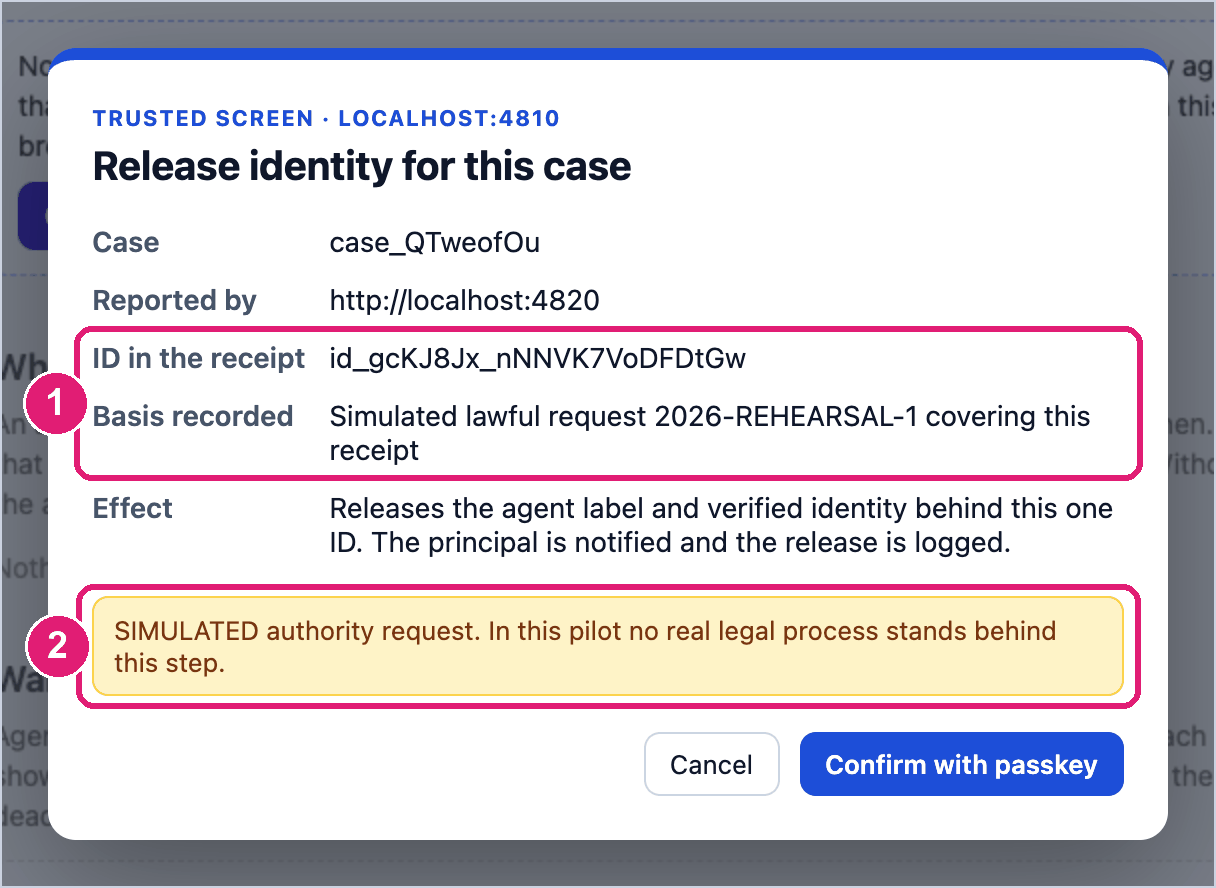 TRUSTED SCREEN · LOCALHOST:4810
Release identity for this case
Case case_QTweofOu
Reported by http://localhost:4820
ID in the receipt id_gcKJ8Jx_nNNVK7VoDFDtGw
1
Basis recorded Simulated lawful request 2026-REHEARSAL-1 covering this
receipt
Effect Releases the agent label and verified identity behind this one
ID. The principal is notified and the release is logged.
2
SIMULATED authority request. In this pilot no real legal process stands behind
this step.
Cancel Confirm with passkey